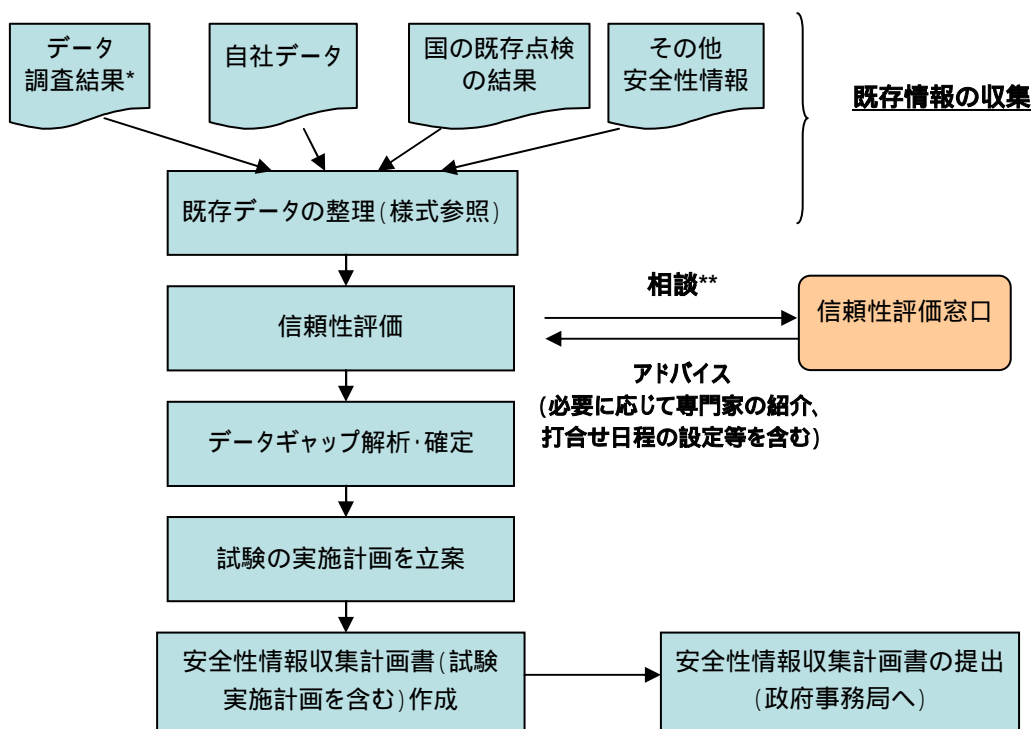 データ
調査結果*
自社データ
国の既存点検
の結果
その他
安全性情報
既存情報の収集
既存データの整理(様式参照)
信頼性評価
相談**
信頼性評価窓口
アドバイス
(必要に応じて専門家の紹介、
打合せ日程の設定等を含む)
データギャップ解析・確定
試験の実施計画を立案
安全性情報収集計画書(試験
実施計画を含む)作成
安全性情報収集計画書の提出
(政府事務局へ)